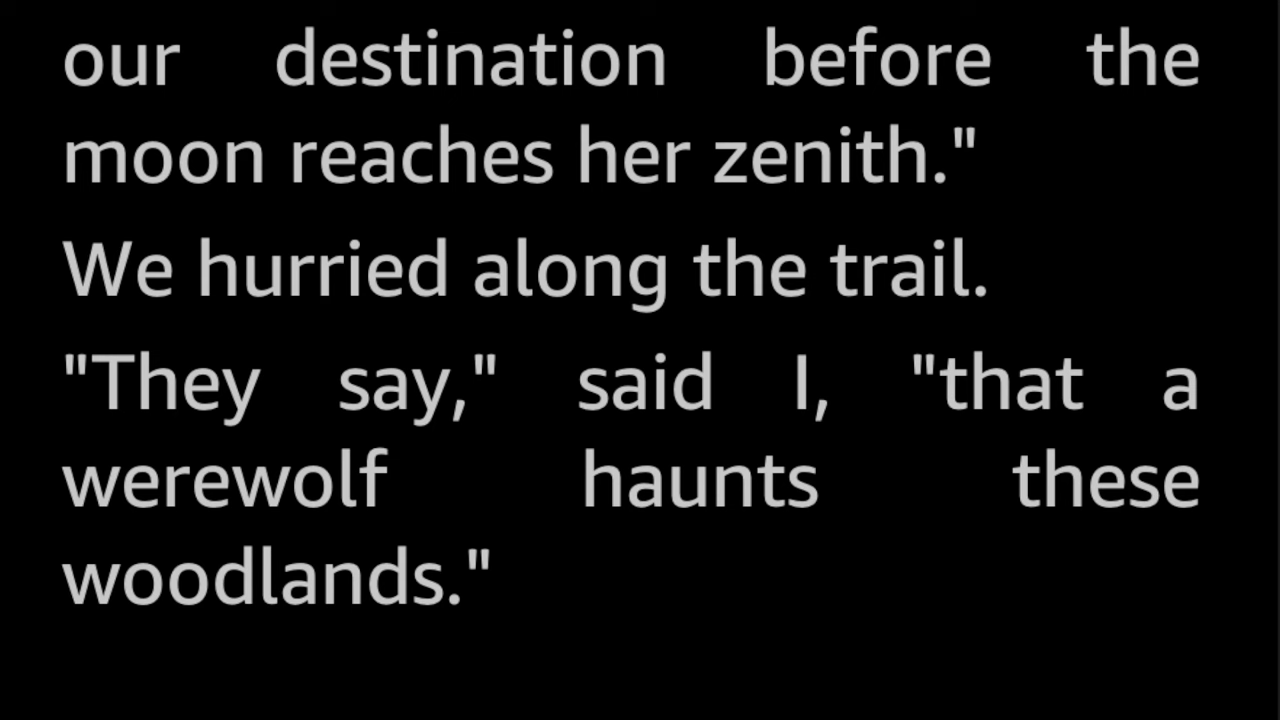 our destination before the
moon reaches her zenith."
We hurried along the trail.
"They say," said I, "that a
werewolf haunts these
woodlands."